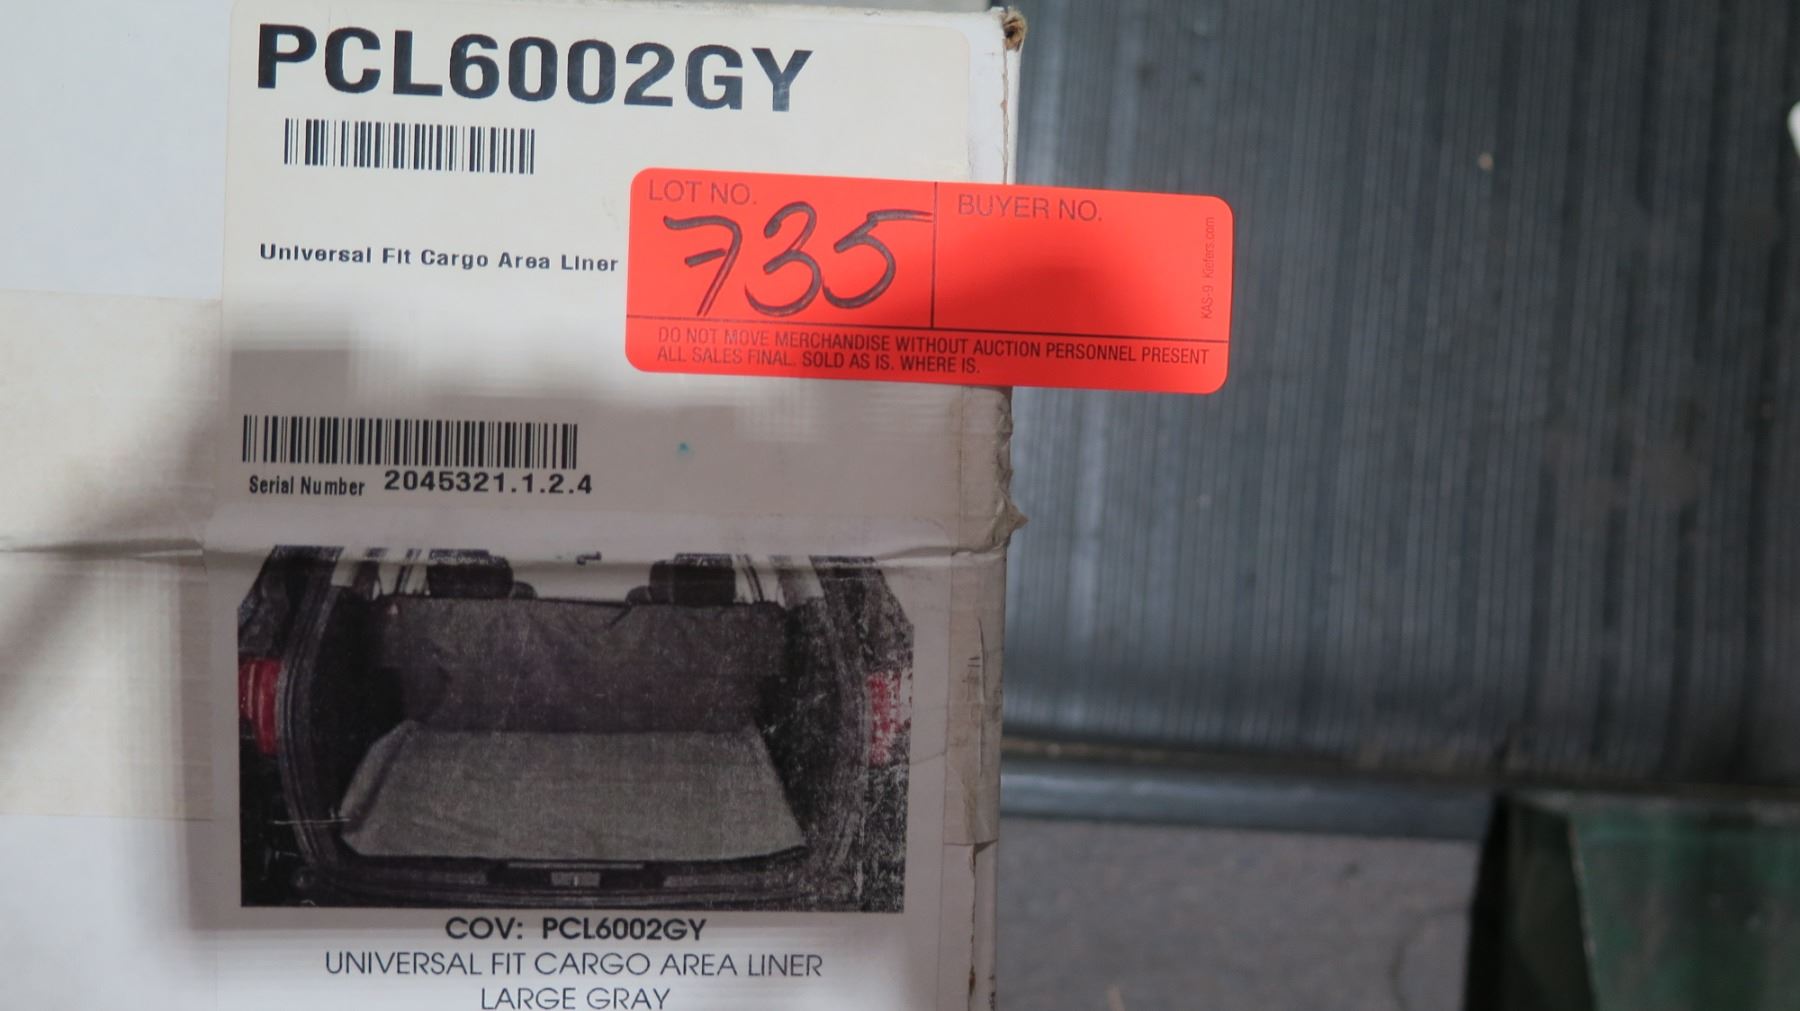 PCL6002GY
LOT NO.
735
BUYER NO.
KAS-9 Kiefers.com
Universal Fit Cargo Area Liner
DO NOT MOVE MERCHANDISE WITHOUT AUCTION PERSONNEL PRESENT
ALL SALES FINAL. SOLD AS IS. WHERE IS.
Serial Number 2045321.1.2.4
COV: PCL6002GY
UNIVERSAL FIT CARGO AREA LINER
LARGE GRAY